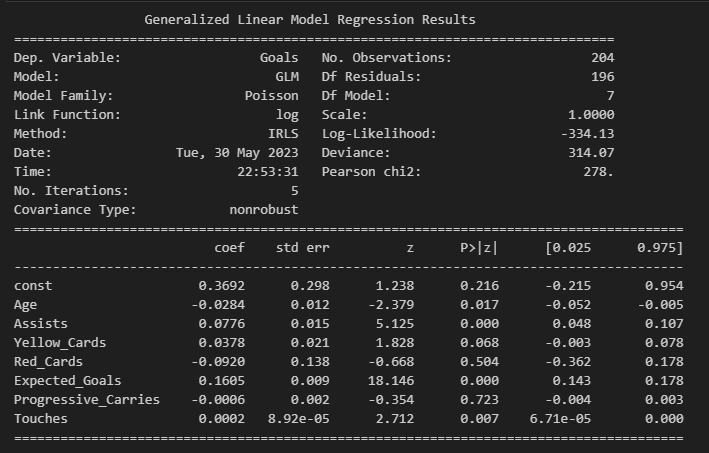 Generalized Linear Model Regression Results
==============================================================================
Dep. Variable: Goals No. Observations: 204
Model: GLM Df Residuals: 196
Model Family: Poisson Df Model: 7
Link Function: log Scale: 1.0000
Method: IRLS Log-Likelihood: -334.13
Date: Tue, 30 May 2023 Deviance: 314.07
Time: 22:53:31 Pearson chi2: 278.
No. Iterations: 5
Covariance Type: nonrobust
=======================================================================================
coef std err z P>|z| [0.025 0.975]
---------------------------------------------------------------------------------------
const 0.3692 0.298 1.238 0.216 -0.215 0.954
Age -0.0284 0.012 -2.379 0.017 -0.052 -0.005
Assists 0.0776 0.015 5.125 0.000 0.048 0.107
Yellow_Cards 0.0378 0.021 1.828 0.068 -0.003 0.078
Red_Cards -0.0920 0.138 -0.668 0.504 -0.362 0.178
Expected_Goals 0.1605 0.009 18.146 0.000 0.143 0.178
Progressive_Carries -0.0006 0.002 -0.354 0.723 -0.004 0.003
Touches 0.0002 8.92e-05 2.712 0.007 6.71e-05 0.000
=======================================================================================